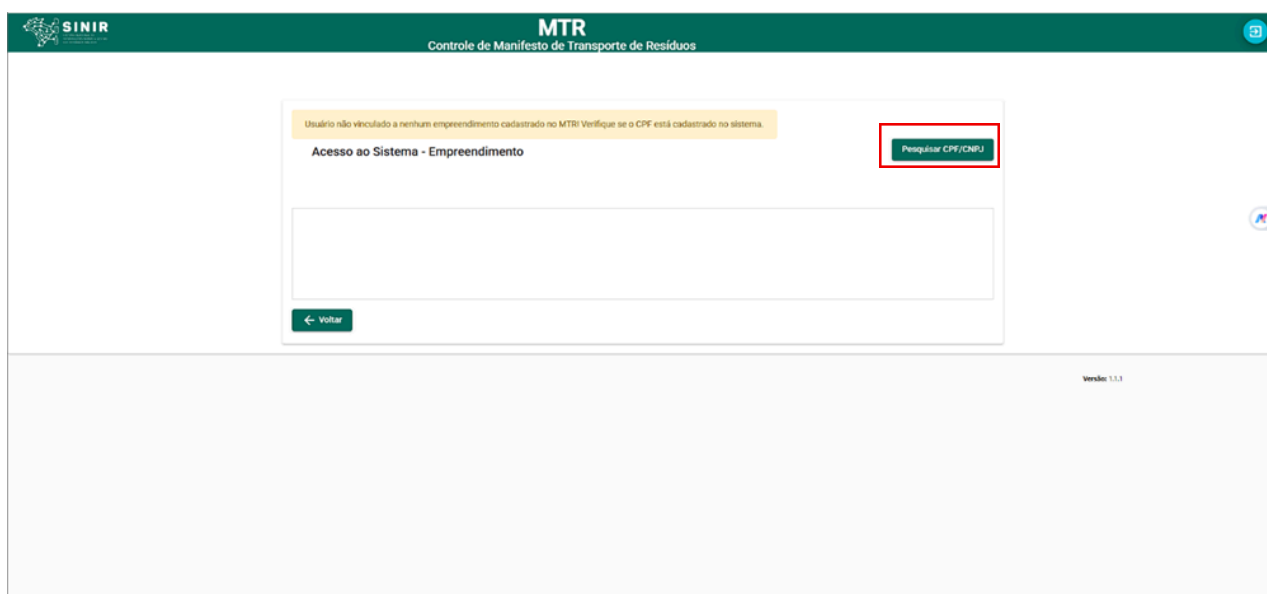 SINIR
MTR
Controle de Manifesto de Transporte de Resíduos
Usuário não vinculado a nenhum empreendimento cadastrado no MTR! Verifique se o CPF está cadastrado no sistema.
Acesso ao Sistema - Empreendimento
Pesquisar CPF/CNPJ
← Voltar
Versão: 1.1.1